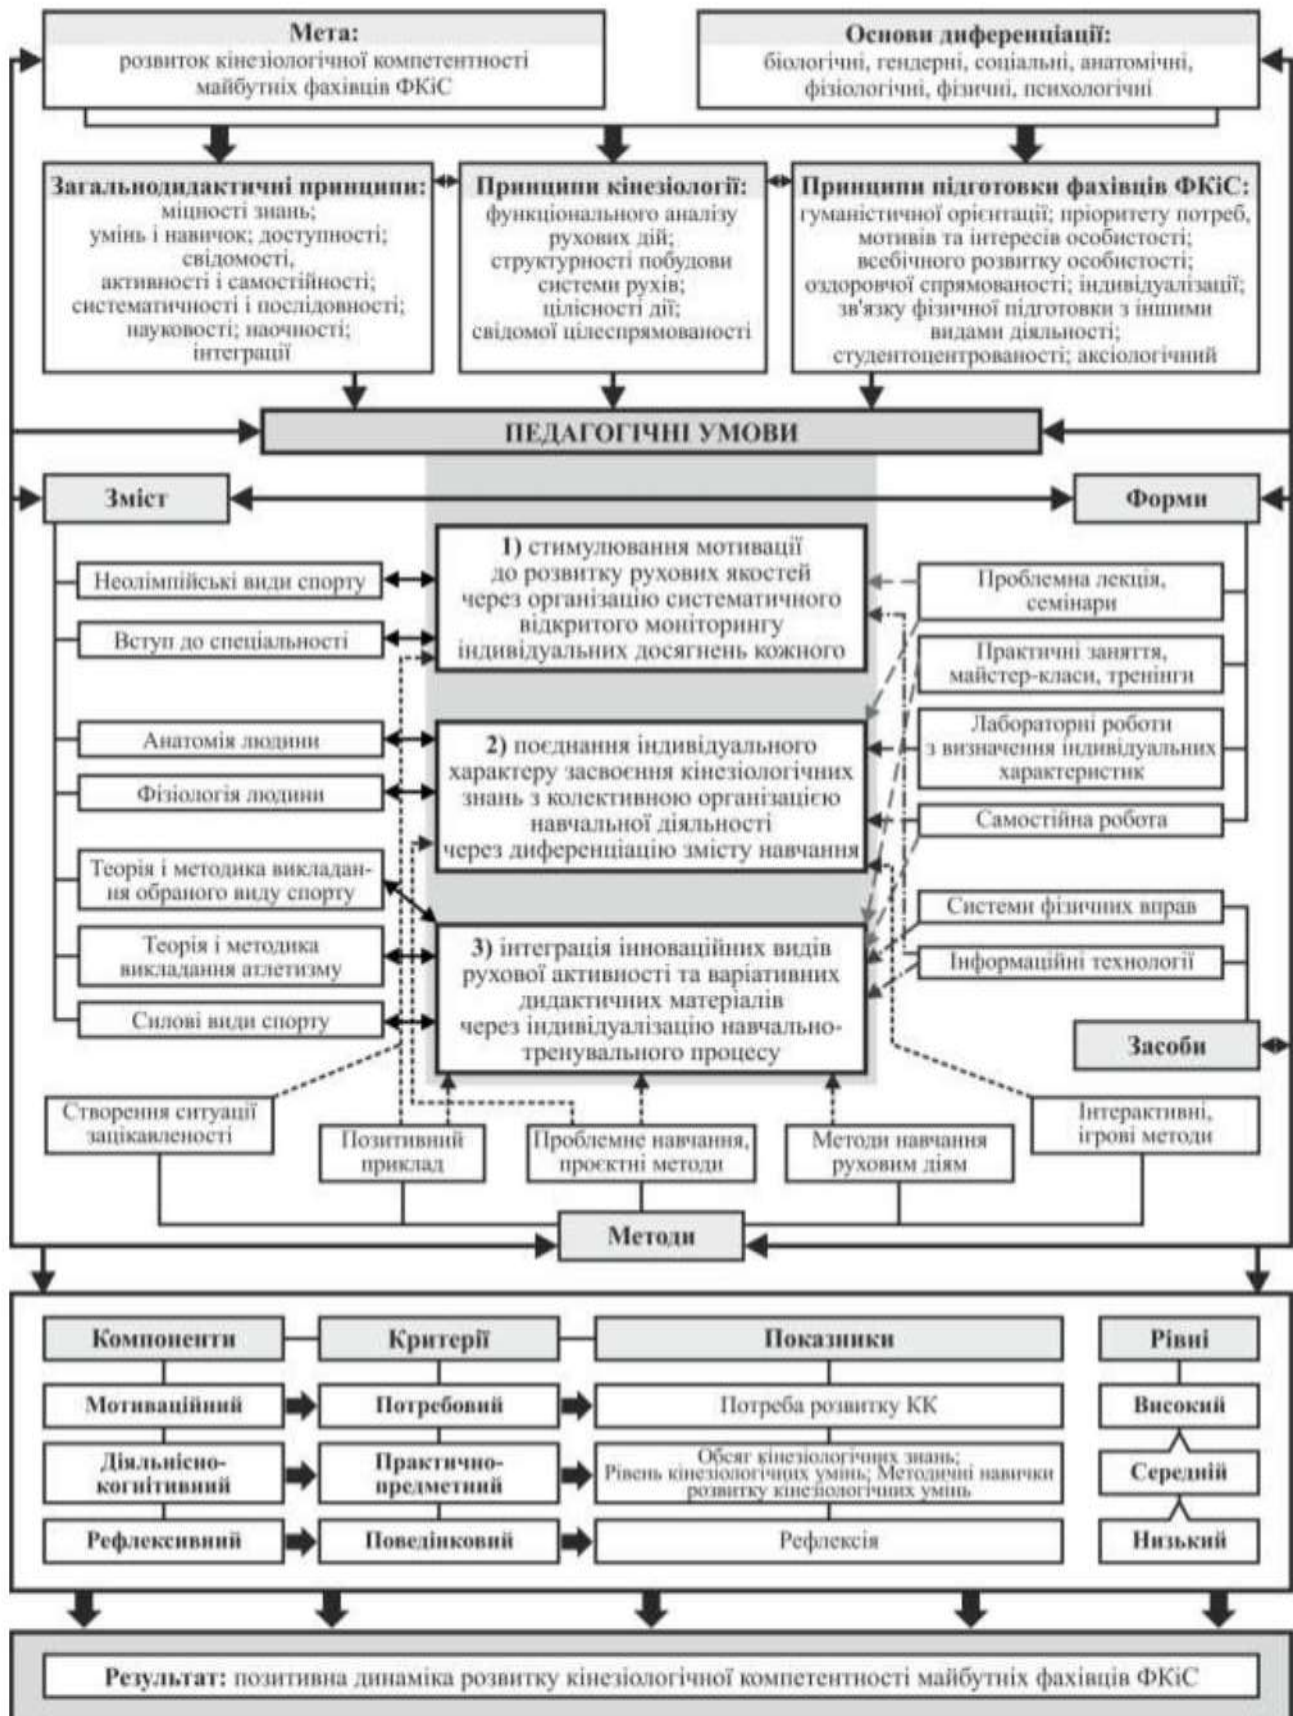 Мета:
розвиток кінезіологічної компетентності
майбутніх фахівців ФКіС
Основи диференціації:
біологічні, гендерні, соціальні, анатомічні,
фізіологічні, фізичні, психологічні
Загальнодидактичні принципи:
міцності знань;
умінь і навичок; доступності;
свідомості,
активності і самостійності;
систематичності і послідовності;
науковості; наочності;
інтеграції
Принципи кінезіології:
функціонального аналізу
рухових дій;
структурності побудови
системи рухів;
цілісності дії;
свідомої цілеспрямованості
Принципи підготовки фахівців ФКіС:
гуманістичної орієнтації; пріоритету потреб,
мотивів та інтересів особистості;
всебічного розвитку особистості;
оздоровчої спрямованості; індивідуалізації;
зв'язку фізичної підготовки з іншими
видами діяльності;
студентоцентрованості; аксіологічний
ПЕДАГОГІЧНІ УМОВИ
Зміст
Форми
Неолімпійські види спорту
Вступ до спеціальності
Анатомія людини
Фізіологія людини
Теорія і методика викладан-
ня обраного виду спорту
Теорія і методика
викладання атлетизму
Силові види спорту
1) стимулювання мотивації
до розвитку рухових якостей
через організацію систематичного
відкритого моніторингу
індивідуальних досягнень кожного
2) поєднання індивідуального
характеру засвоєння кінезіологічних
знань з колективною організацією
навчальної діяльності
через диференціацію змісту навчання
3) інтеграція інноваційних видів
рухової активності та варіативних
дидактичних матеріалів
через індивідуалізацію навчально-
тренувального процесу
Проблемна лекція,
семінари
Практичні заняття,
майстер-класи, тренінги
Лабораторні роботи
з визначення індивідуальних
характеристик
Самостійна робота
Системи фізичних вправ
Інформаційні технології
Засоби
Створення ситуації
зацікавленості
Позитивний
приклад
Проблемне навчання,
проєктні методи
Методи навчання
руховим діям
Інтерактивні,
ігрові методи
Методи
Компоненти
Критерії
Показники
Рівні
Мотиваційний
Потребовий
Потреба розвитку КК
Високий
Діяльнісно-
когнітивний
Практично-
предметний
Обсяг кінезіологічних знань;
Рівень кінезіологічних умінь; Методичні навички
розвитку кінезіологічних умінь
Середній
Рефлексивний
Поведінковий
Рефлексія
Низький
Результат: позитивна динаміка розвитку кінезіологічної компетентності майбутніх фахівців ФКіС